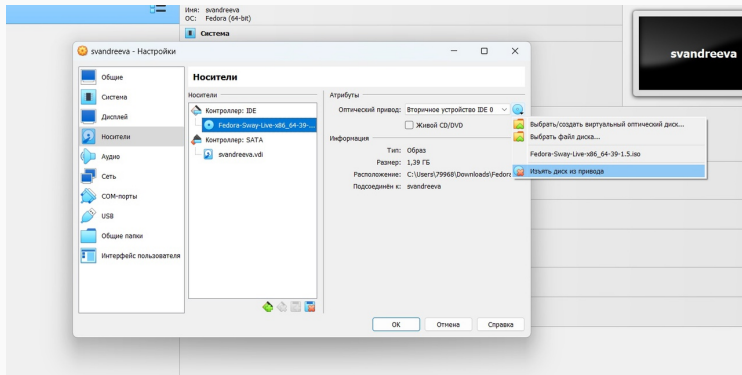 Имя: svandreeva
ОС: Fedora (64-bit)
Система
svandreeva
svandreeva - Настройки
Общие
Система
Дисплей
Носители
Аудио
Сеть
COM-порты
USB
Общие папки
Интерфейс пользователя
Носители
Носители
Контроллер: IDE
Fedora-Sway-Live-x86_64-39-...
Контроллер: SATA
svandreeva.vdi
Атрибуты
Оптический привод: Вторичное устройство IDE 0
Живой CD/DVD
Информация
Тип: Образ
Размер: 1,39 ГБ
Расположение: C:\Users\79968\Downloads\Fedora
Подсоединён к: svandreeva
Выбрать/создать виртуальный оптический диск...
Выбрать файл диска...
Fedora-Sway-Live-x86_64-39-1.5.iso
Изъять диск из привода
ОК
Отмена
Справка